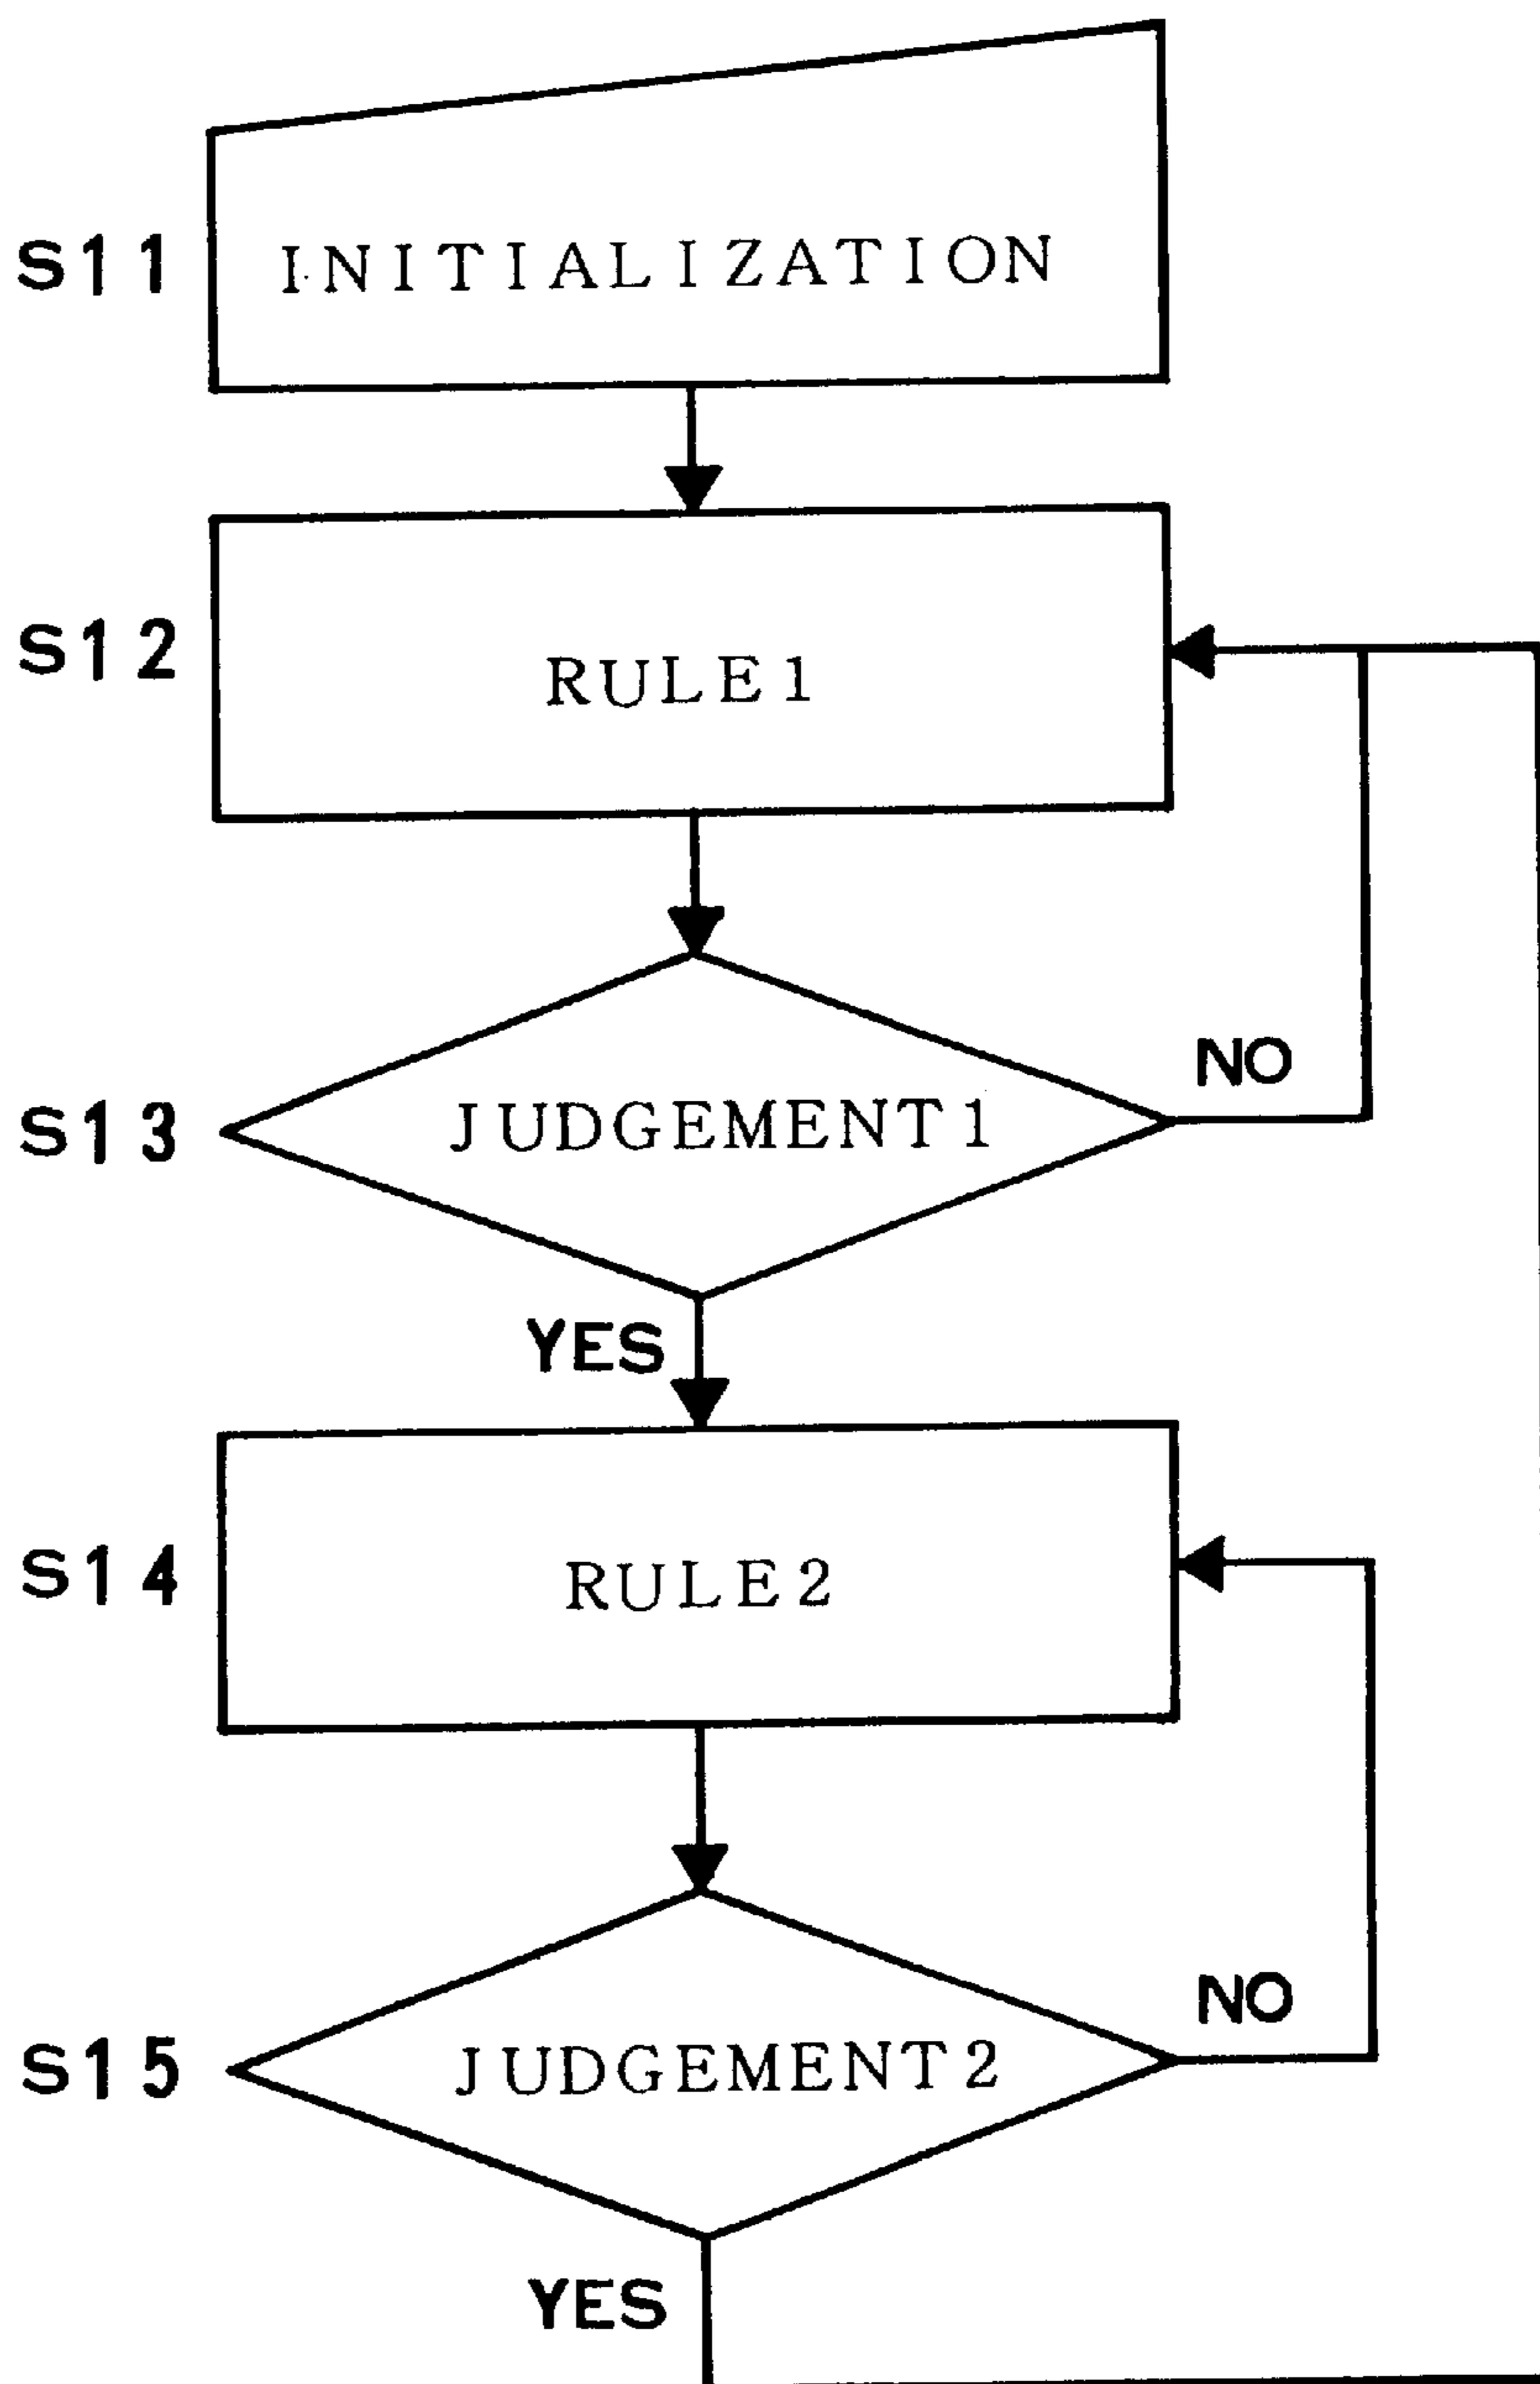 S11 INITIALIZATION
S12 RULE1
NO
S13 JUDGEMENT1
YES
S14 RULE2
NO
S15 JUDGEMENT2
YES